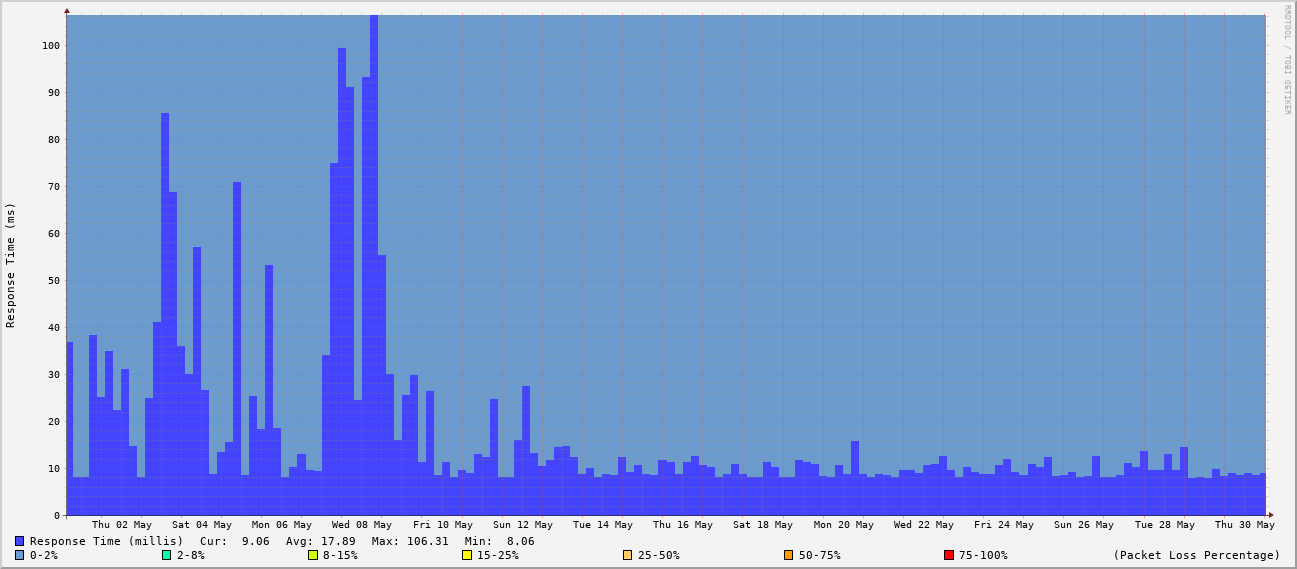 RRDTOOL / TOBI OETIKER
Response Time (ms)
100
90
80
70
60
50
40
30
20
10
0
Thu 02 May Sat 04 May Mon 06 May Wed 08 May Fri 10 May Sun 12 May Tue 14 May Thu 16 May Sat 18 May Mon 20 May Wed 22 May Fri 24 May Sun 26 May Tue 28 May Thu 30 May
Response Time (millis) Cur: 9.06 Avg: 17.89 Max: 106.31 Min: 8.06
0-2% 2-8% 8-15% 15-25% 25-50% 50-75% 75-100% (Packet Loss Percentage)